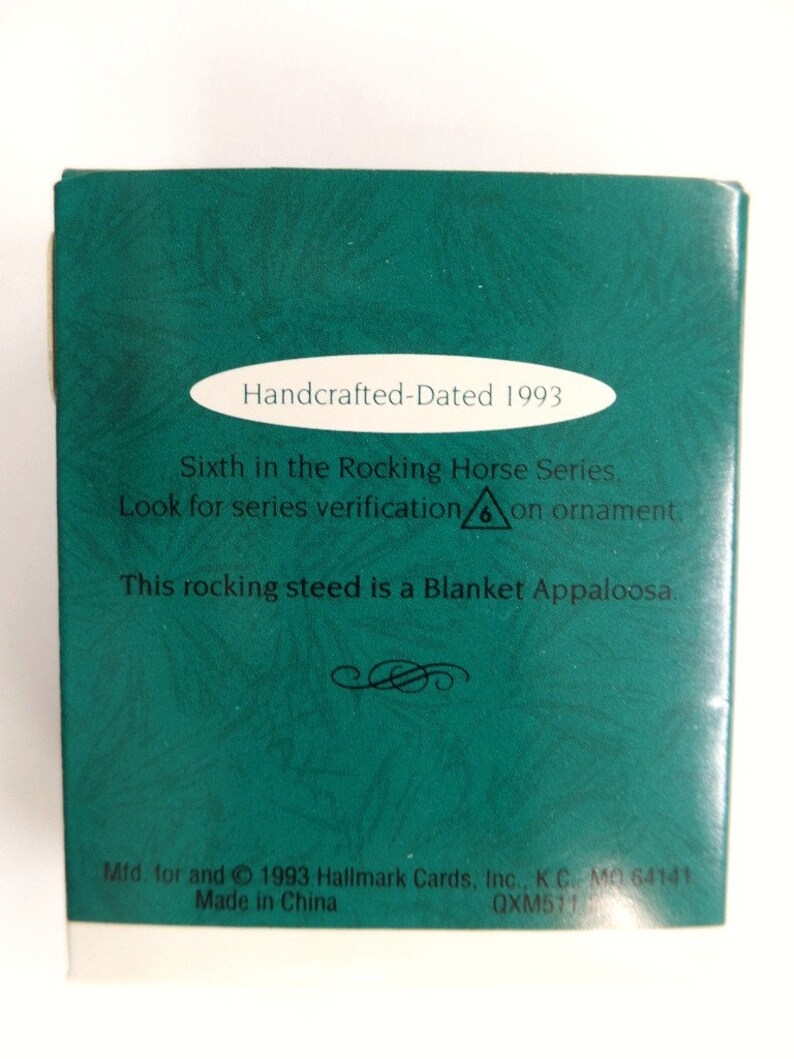 Handcrafted-Dated 1993
Sixth in the Rocking Horse Series.
Look for series verification 6 on ornament.
This rocking steed is a Blanket Appaloosa.
Mfd. for and © 1993 Hallmark Cards, Inc., K.C., MO 64141
Made in China